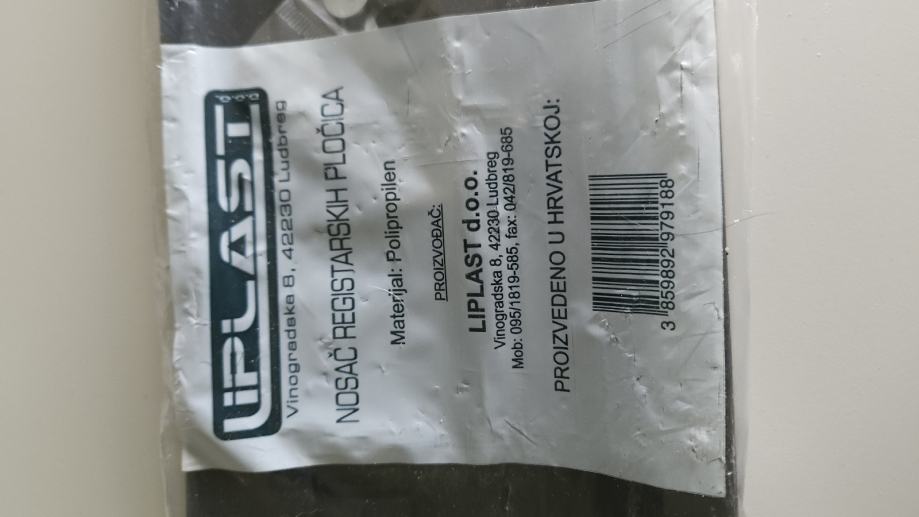 LIPLAST d.o.o.
Vinogradska 8, 42230 Ludbreg
NOSAČ REGISTARSKIH PLOČICA
Materijal: Polipropilen
PROIZVOĐAČ:
LIPLAST d.o.o.
Vinogradska 8, 42230 Ludbreg
Mob: 095/1819-585, fax: 042/819-685
PROIZVEDENO U HRVATSKOJ:
3 859892 979188